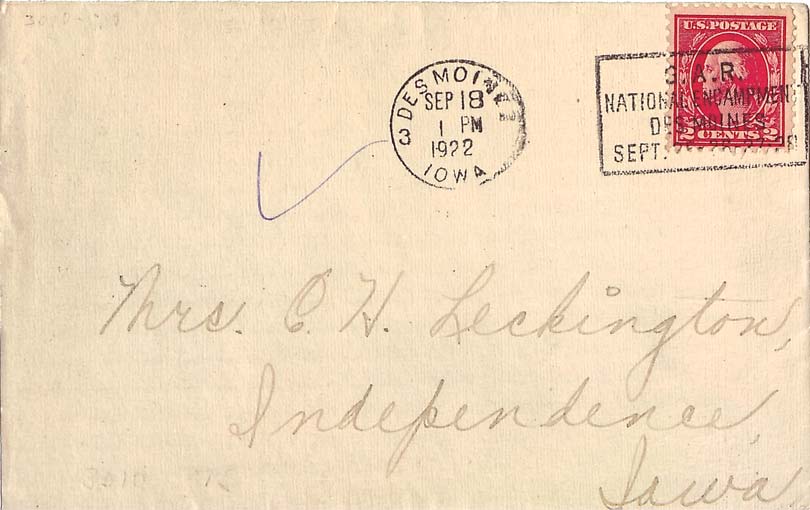 U.S. POSTAGE
2 CENTS 2
DES MOINES
SEP 18
1 PM
1922
IOWA
3
G.A.R.
NATIONAL ENCAMPMENT
DES MOINES
SEPT.
Mrs. C. H. Leckington,
Independence,
Iowa